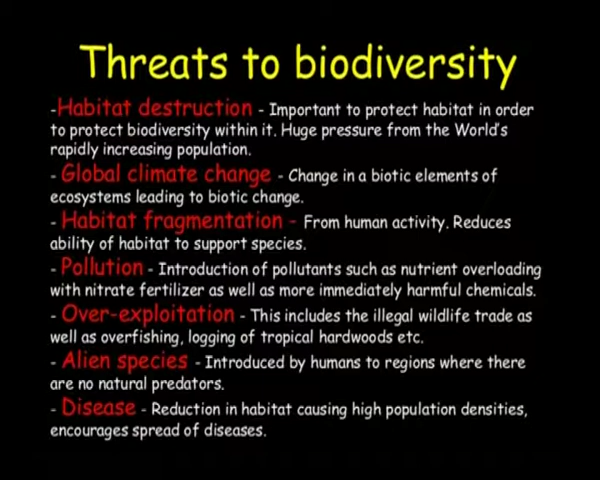 Threats to biodiversity
-Habitat destruction - Important to protect habitat in order
to protect biodiversity within it. Huge pressure from the World's
rapidly increasing population.
- Global climate change - Change in a biotic elements of
ecosystems leading to biotic change.
- Habitat fragmentation - From human activity. Reduces
ability of habitat to support species.
- Pollution - Introduction of pollutants such as nutrient overloading
with nitrate fertilizer as well as more immediately harmful chemicals.
- Over-exploitation - This includes the illegal wildlife trade as
well as overfishing, logging of tropical hardwoods etc.
- Alien species - Introduced by humans to regions where there
are no natural predators.
- Disease - Reduction in habitat causing high population densities,
encourages spread of diseases.